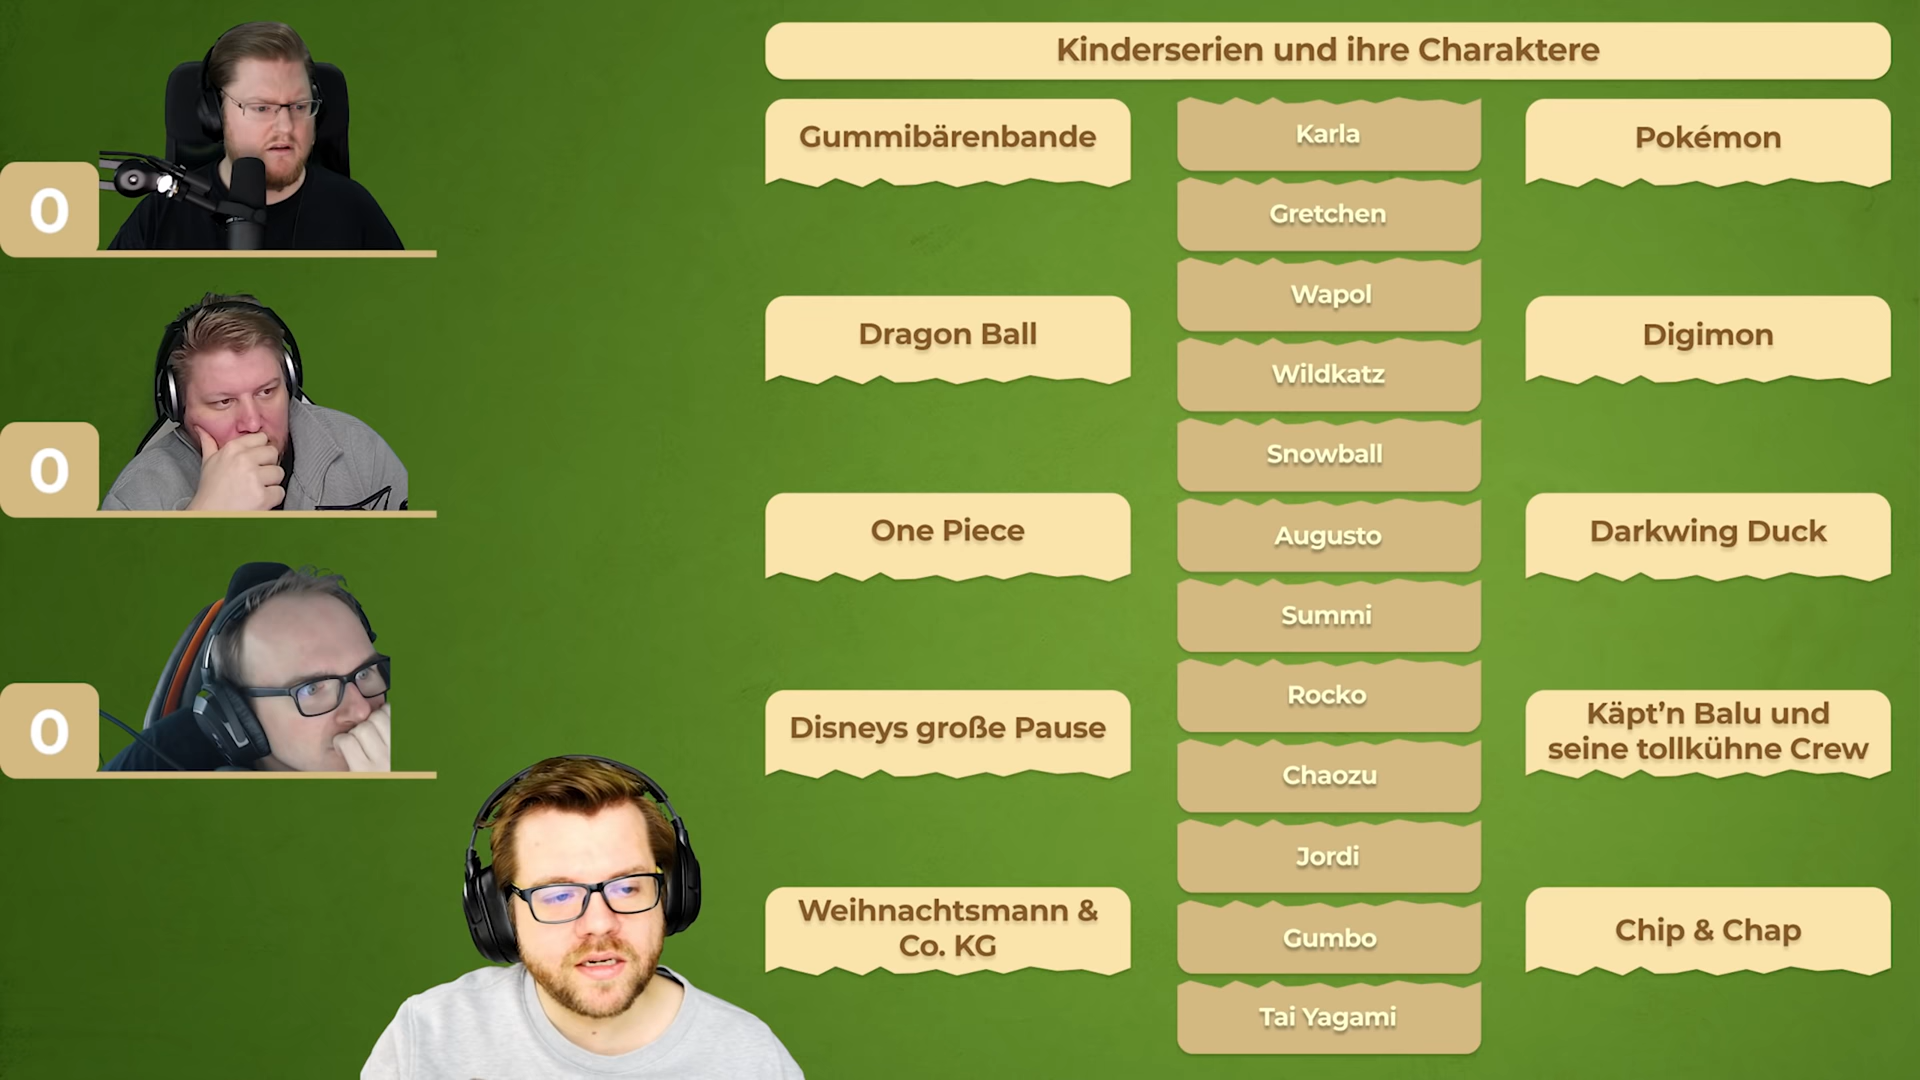 Kinderserien und ihre Charaktere
Gummibärenbande
Dragon Ball
One Piece
Disneys große Pause
Weihnachtsmann &
Co. KG
Karla
Gretchen
Wapol
Wildkatz
Snowball
Augusto
Summi
Rocko
Chaozu
Jordi
Gumbo
Tai Yagami
Pokémon
Digimon
Darkwing Duck
Käpt’n Balu und
seine tollkühne Crew
Chip & Chap
0
0
0